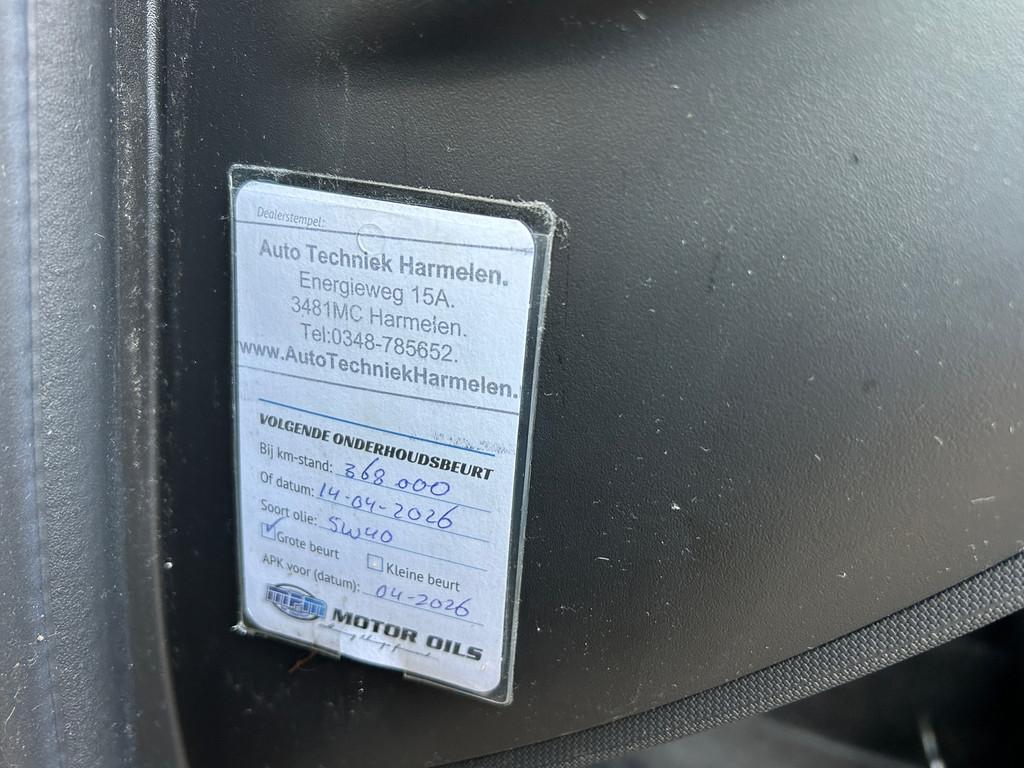 Dealerstempel:
Auto Techniek Harmelen.
Energieweg 15A.
3481MC Harmelen.
Tel:0348-785652.
www.AutoTechniekHarmelen.
VOLGENDE ONDERHOUDSBEURT
Bij km-stand: 368 000
Of datum: 14-04-2026
Soort olie: 5W40
Grote beurt Kleine beurt
APK voor (datum): 04-2026
MPM MOTOR OILS